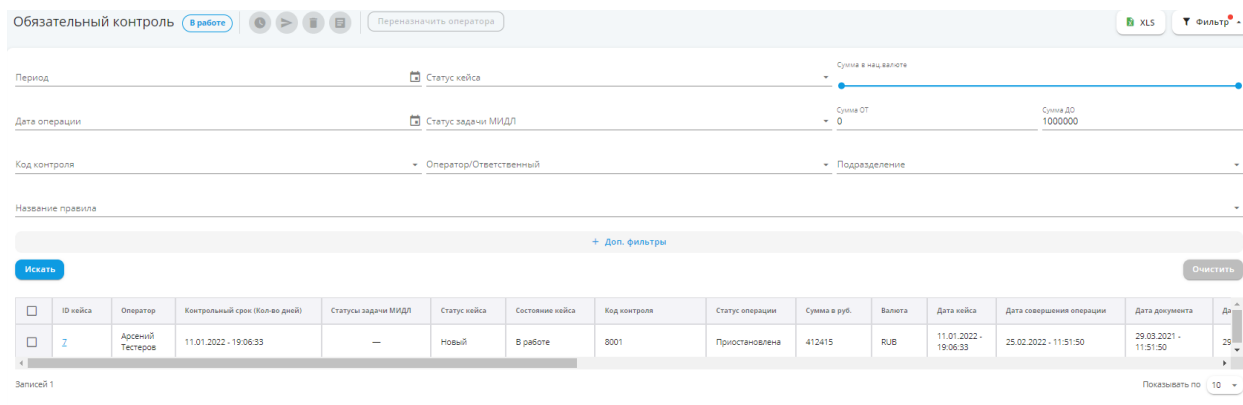 Обязательный контроль В работе Переназначить оператора XLS Фильтр
Сумма в нац.валюте
Период Статус кейса
Сумма ОТ Сумма ДО
Дата операции Статус задачи МИДЛ 0 1000000
Код контроля Оператор/Ответственный Подразделение
Название правила
+ Доп. фильтры
Искать Очистить
ID кейса Оператор Контрольный срок (Кол-во дней) Статусы задачи МИДЛ Статус кейса Состояние кейса Код контроля Статус операции Сумма в руб. Валюта Дата кейса Дата совершения операции Дата документа Да
7 Арсений Тестеров 11.01.2022 - 19:06:33 — Новый В работе 8001 Приостановлена 412415 RUB 11.01.2022 - 19:06:33 25.02.2022 - 11:51:50 29.03.2021 - 11:51:50 29
Записей 1 Показывать по 10